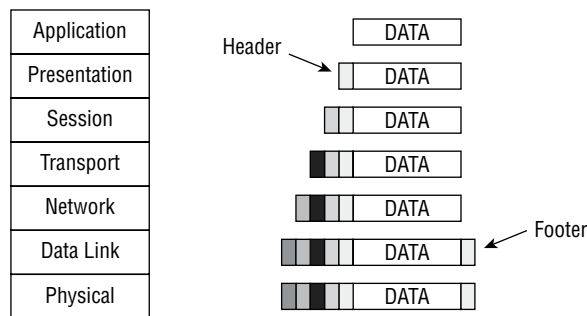 Application
DATA
Header
Presentation
DATA
Session
DATA
Transport
DATA
Network
DATA
Footer
Data Link
DATA
Physical
DATA